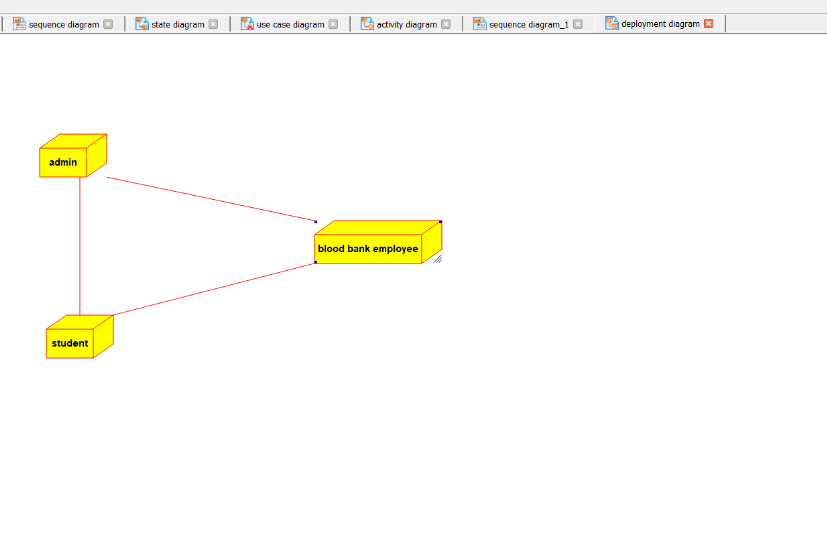 sequence diagram
state diagram
use case diagram
activity diagram
sequence diagram_1
deployment diagram
admin
blood bank employee
student